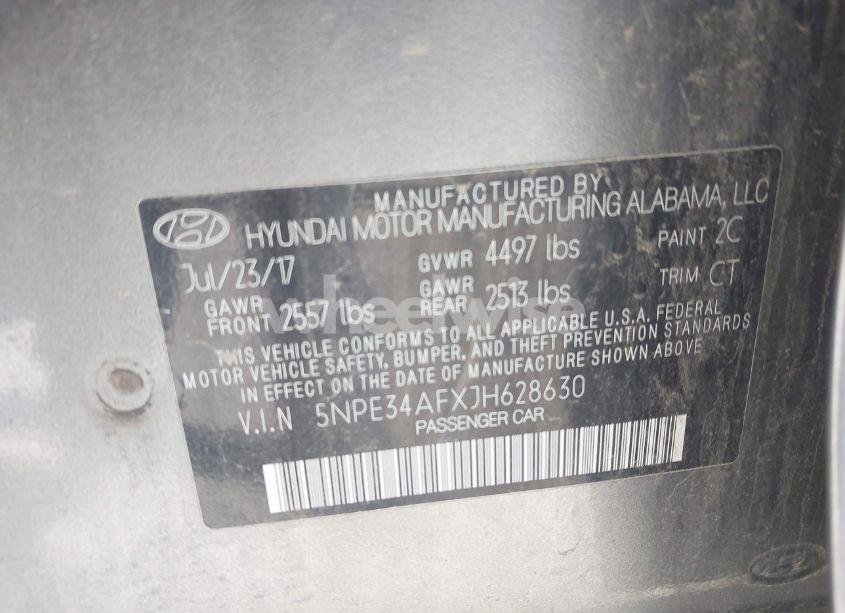 MANUFACTURED BY
HYUNDAI MOTOR MANUFACTURING ALABAMA, LLC
Jul/23/17 GVWR 4497 lbs PAINT 2C
GAWR FRONT 2557 lbs GAWR REAR 2513 lbs TRIM CT
THIS VEHICLE CONFORMS TO ALL APPLICABLE U.S.A. FEDERAL
MOTOR VEHICLE SAFETY, BUMPER, AND THEFT PREVENTION STANDARDS
IN EFFECT ON THE DATE OF MANUFACTURE SHOWN ABOVE
V.I.N 5NPE34AFXJH628630
PASSENGER CAR
wheelwise